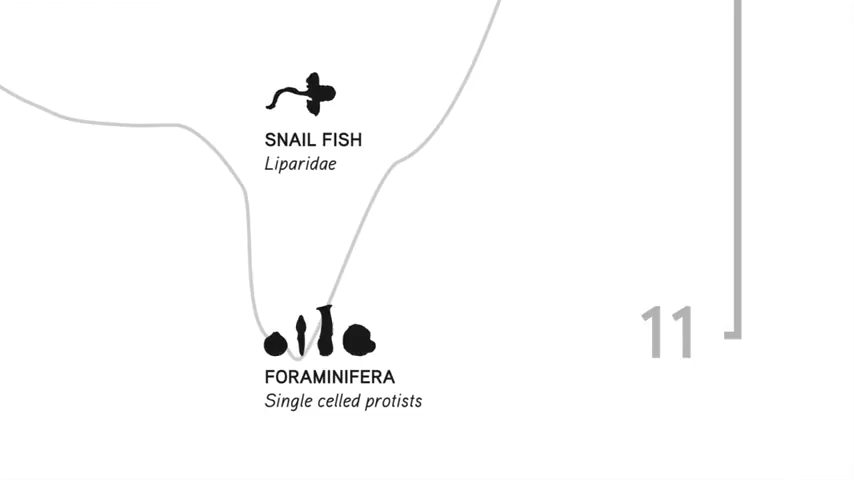 SNAIL FISH
Liparidae
11
FORAMINIFERA
Single celled protists